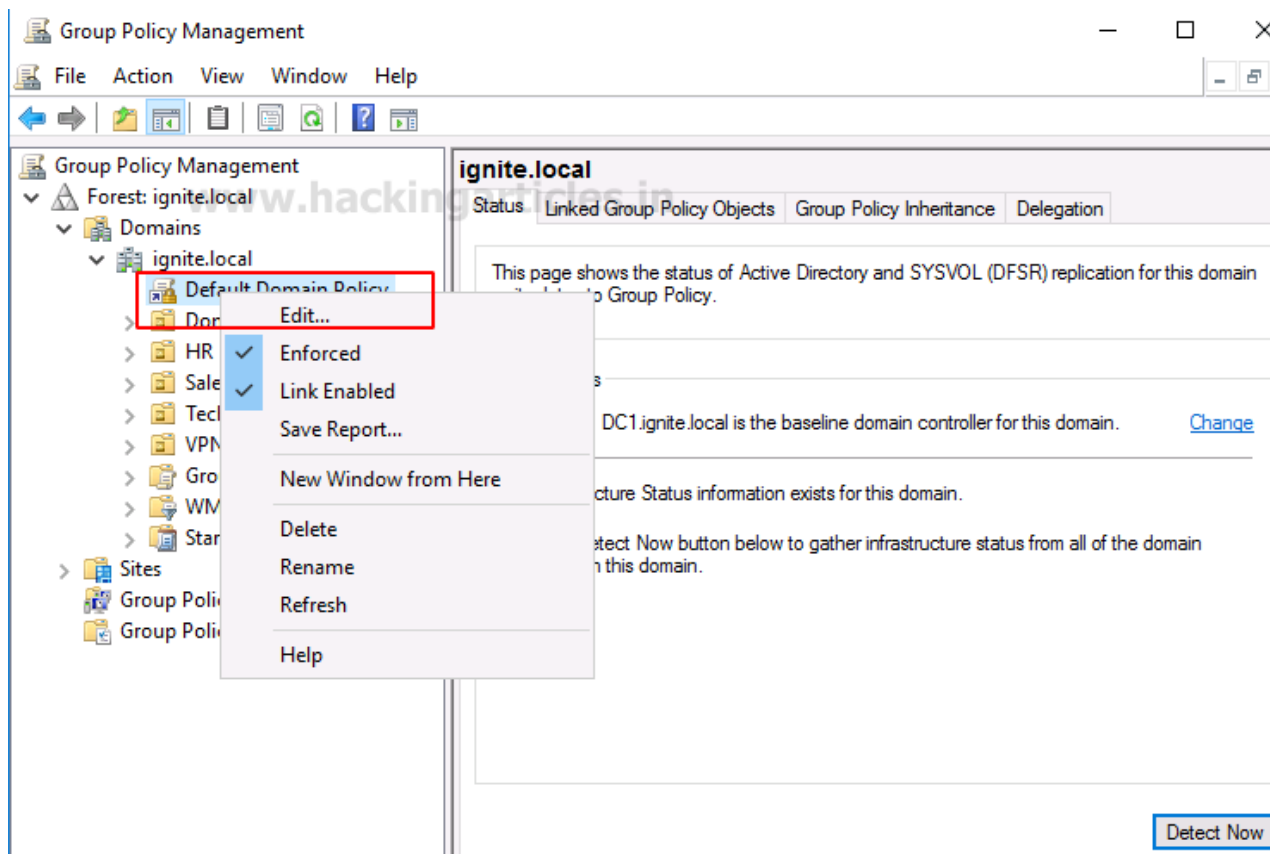 Group Policy Management
File Action View Window Help
Group Policy Management
Forest: ignite.local
Domains
ignite.local
Default Domain Policy
HR
Sites
Edit...
Enforced
Link Enabled
Save Report...
New Window from Here
Delete
Rename
Refresh
Help
www.hackingarticles.in
ignite.local
Status Linked Group Policy Objects Group Policy Inheritance Delegation
This page shows the status of Active Directory and SYSVOL (DFSR) replication for this domain
to Group Policy.
DC1.ignite.local is the baseline domain controller for this domain. Change
cture Status information exists for this domain.
etect Now button below to gather infrastructure status from all of the domain
this domain.
Detect Now